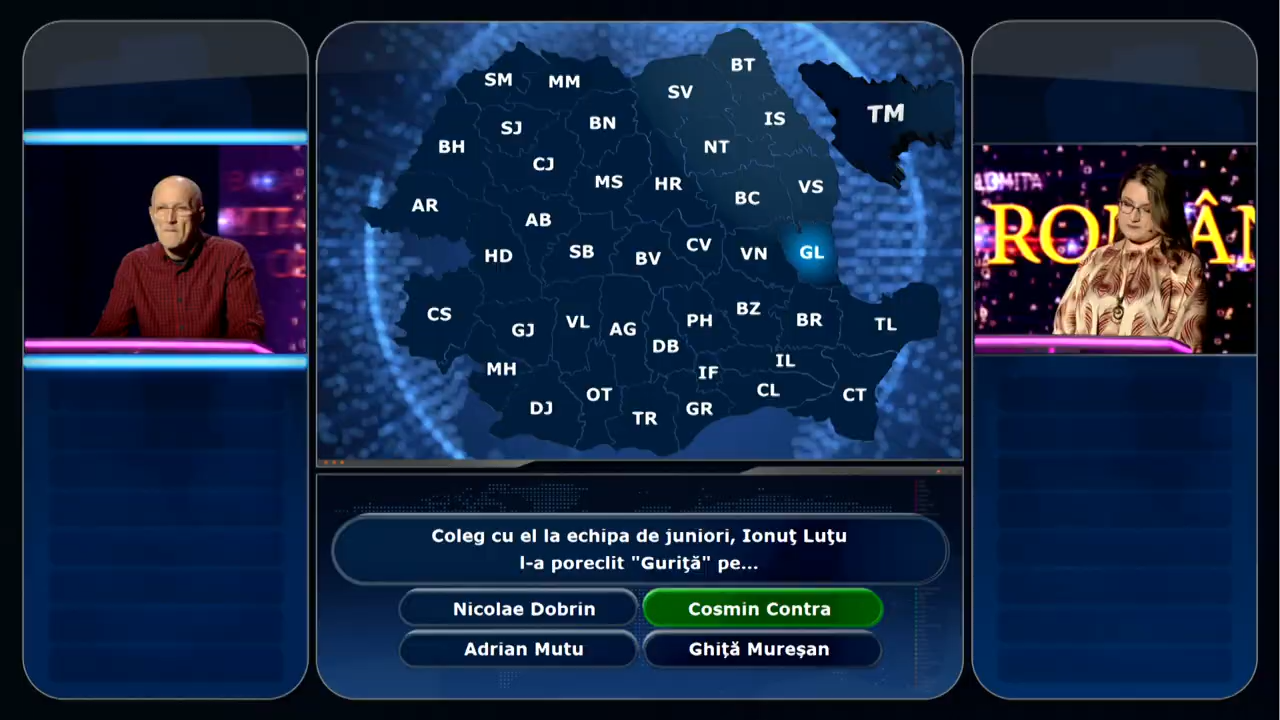 BT
SM
MM
SV
TM
IS
BN
SJ
BH
NT
CJ
MS
HR
VS
BC
AR
AB
CV
SB
HD
BV
VN
GL
CS
VL
AG
PH
BZ
BR
TL
GJ
DB
MH
IF
IL
OT
CL
CT
DJ
TR
GR
ROMÂN
Coleg cu el la echipa de juniori, Ionuţ Luţu
l-a poreclit "Guriţă" pe...
Nicolae Dobrin
Cosmin Contra
Adrian Mutu
Ghiţă Mureşan